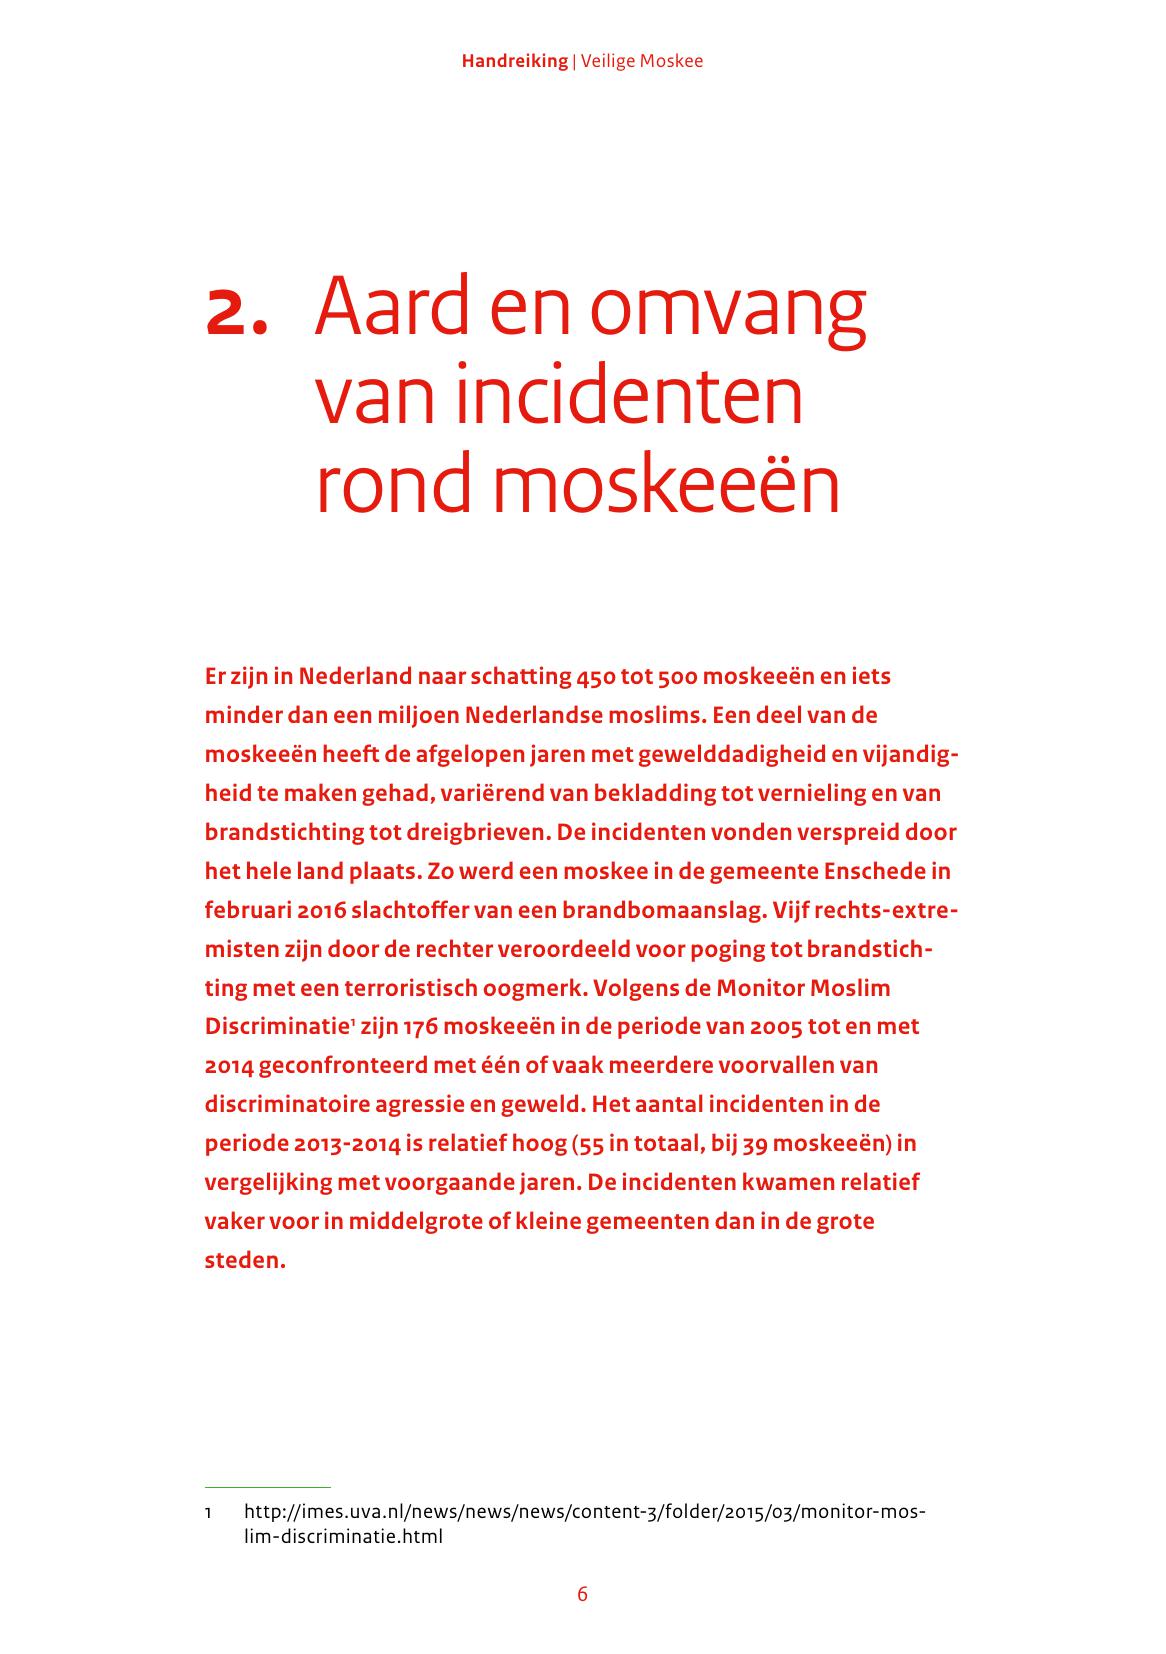 Handreiking | Veilige Moskee
2. Aard en omvang
van incidenten
rond moskeeën
Er zijn in Nederland naar schatting 450 tot 500 moskeeën en iets
minder dan een miljoen Nederlandse moslims. Een deel van de
moskeeën heeft de afgelopen jaren met gewelddadigheid en vijandig-
heid te maken gehad, variërend van bekladding tot vernieling en van
brandstichting tot dreigbrieven. De incidenten vonden verspreid door
het hele land plaats. Zo werd een moskee in de gemeente Enschede in
februari 2016 slachtoffer van een brandbomaanslag. Vijf rechts-extre-
misten zijn door de rechter veroordeeld voor poging tot brandstich-
ting met een terroristisch oogmerk. Volgens de Monitor Moslim
Discriminatie¹ zijn 176 moskeeën in de periode van 2005 tot en met
2014 geconfronteerd met één of vaak meerdere voorvallen van
discriminatoire agressie en geweld. Het aantal incidenten in de
periode 2013-2014 is relatief hoog (55 in totaal, bij 39 moskeeën) in
vergelijking met voorgaande jaren. De incidenten kwamen relatief
vaker voor in middelgrote of kleine gemeenten dan in de grote
steden.
1 http://imes.uva.nl/news/news/news/content-3/folder/2015/03/monitor-mos-
lim-discriminatie.html
6